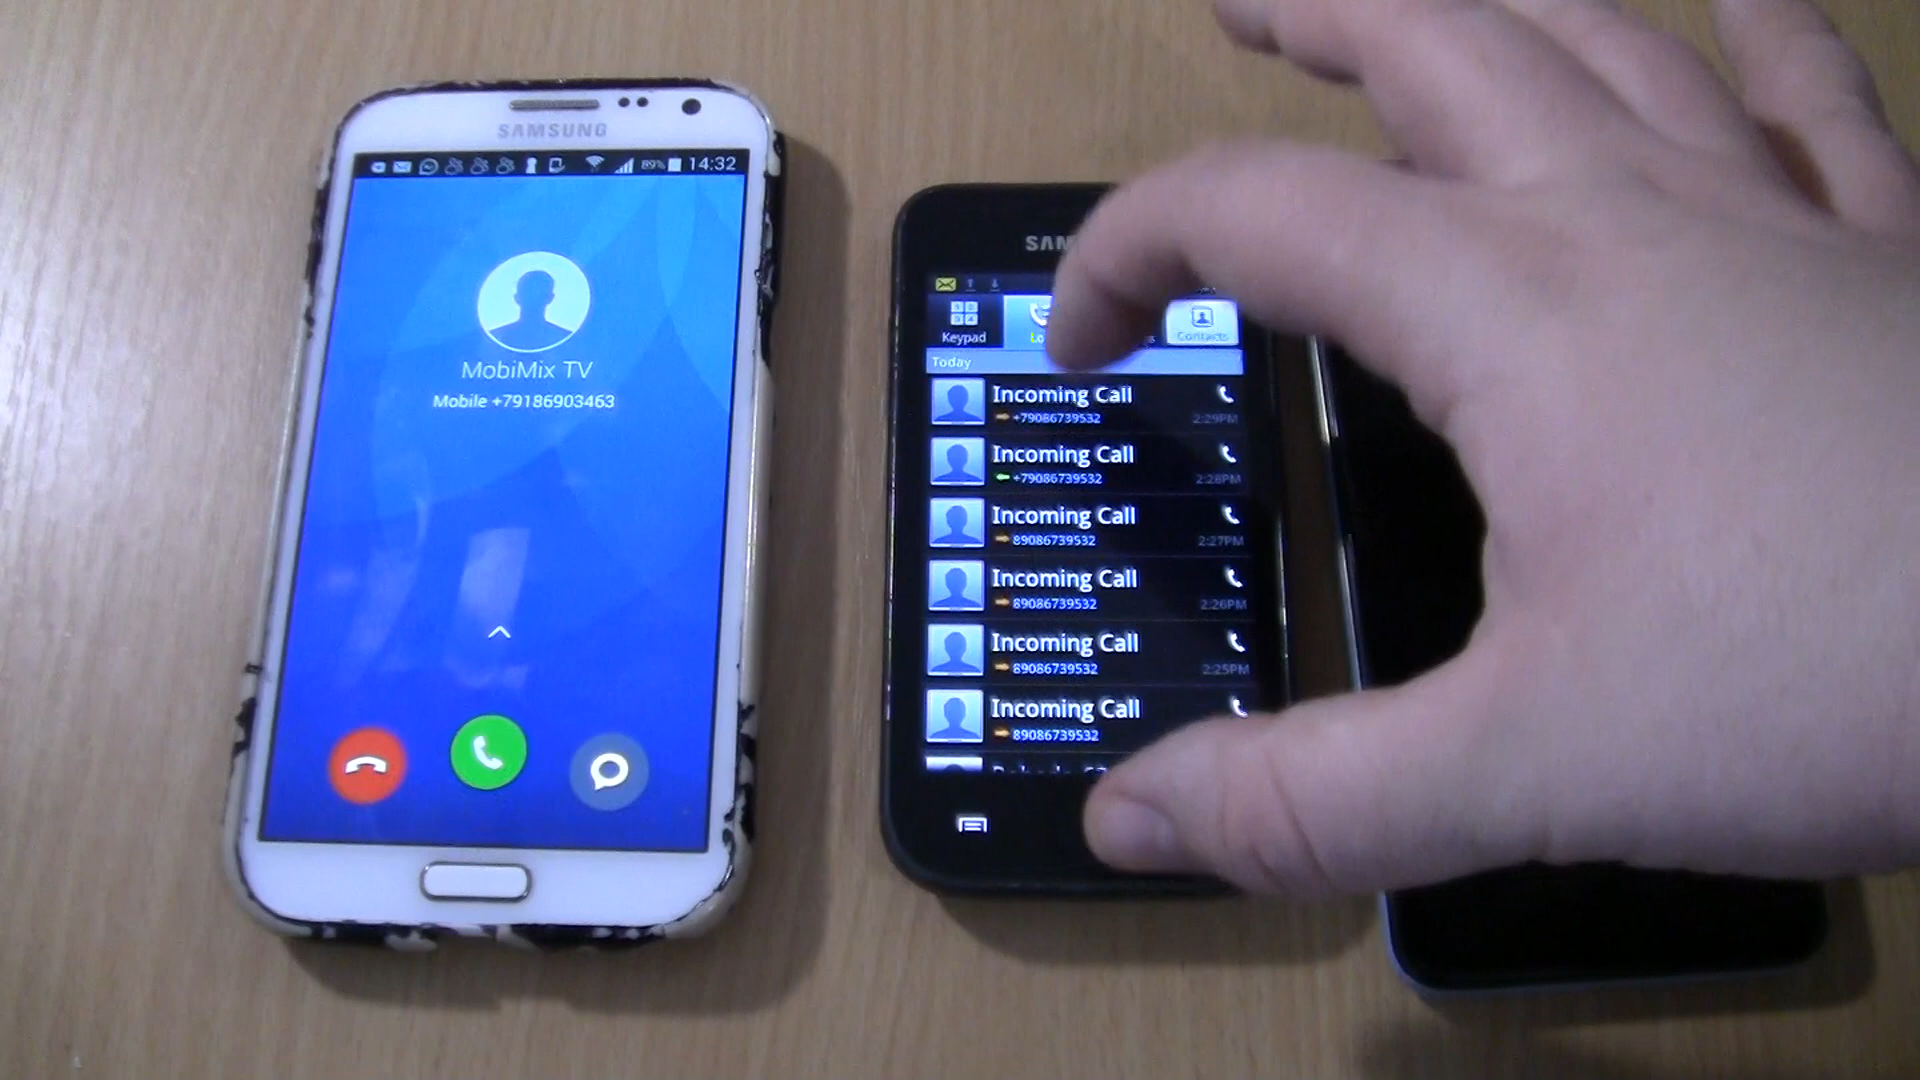 SAMSUNG
89% 14:32
MobiMix TV
Mobile +79186903463
SAM
Keypad
Lo
Contacts
Today
Incoming Call
+79086739532 2:29PM
Incoming Call
+79086739532 2:28PM
Incoming Call
89086739532 2:27PM
Incoming Call
89086739532 2:26PM
Incoming Call
89086739532 2:25PM
Incoming Call
89086739532